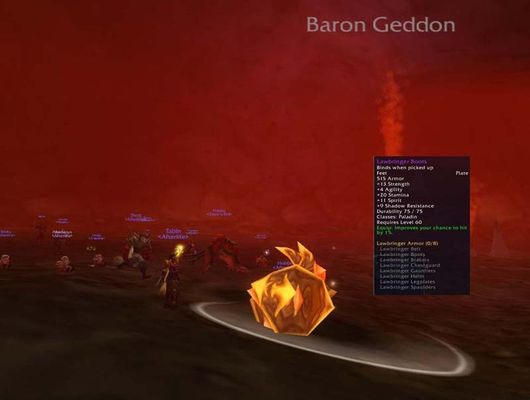 Baron Geddon
Lawbringer Boots
Binds when picked up
Feet Plate
515 Armor
+13 Strength
+4 Agility
+20 Stamina
+11 Spirit
+9 Shadow Resistance
Durability 75 / 75
Classes: Paladin
Requires Level 60
Equip: Improves your chance to hit
by 1%.
Lawbringer Armor (0/8)
Lawbringer Belt
Lawbringer Boots
Lawbringer Bracers
Lawbringer Chestguard
Lawbringer Gauntlets
Lawbringer Helm
Lawbringer Legplates
Lawbringer Spaulders